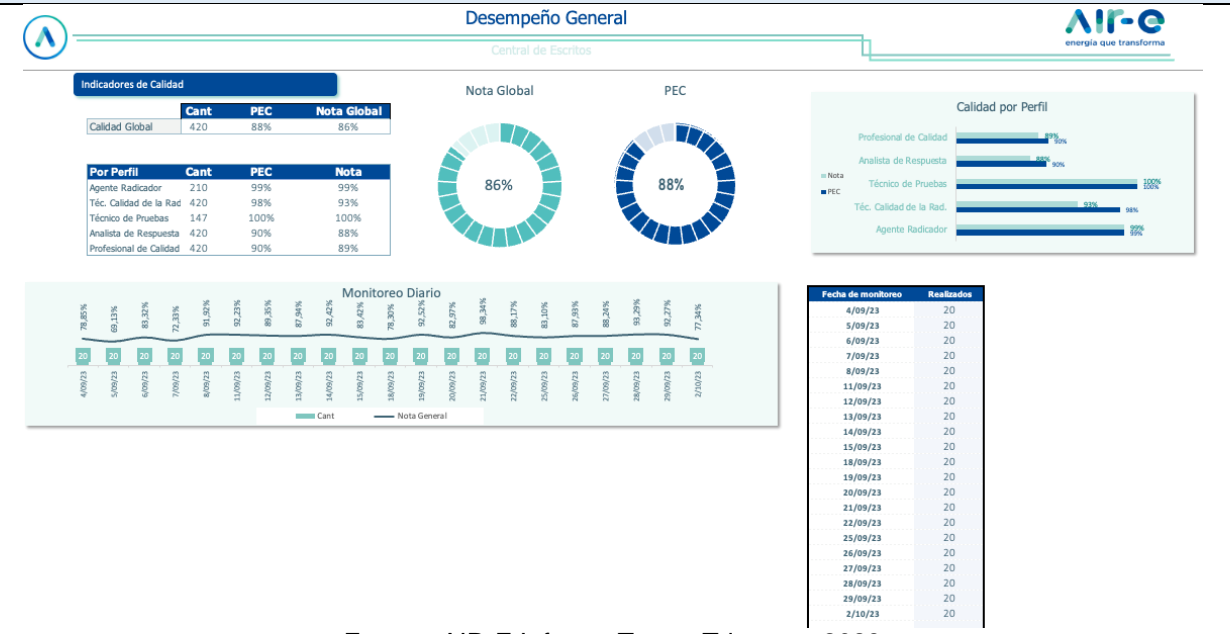 Desempeño General
AIr-e
energía que transforma
Central de Escritos
Indicadores de Calidad
Cant PEC Nota Global
Calidad Global 420 88% 86%
Por Perfil Cant PEC Nota
Agente Radicador 210 99% 99%
Téc. Calidad de la Rad 420 98% 93%
Técnico de Pruebas 147 100% 100%
Analista de Respuesta 420 90% 88%
Profesional de Calidad 420 90% 89%
Nota Global
86%
PEC
88%
Calidad por Perfil
Profesional de Calidad 89% 90%
Analista de Respuesta 88% 90%
Técnico de Pruebas 100% 100%
Téc. Calidad de la Rad. 93% 98%
Agente Radicador 99% 99%
Nota
PEC
Monitoreo Diario
78,85% 69,13% 83,32% 72,33% 91,92% 92,23% 89,35% 87,94% 92,42% 83,42% 78,30% 92,52% 82,97% 98,34% 88,17% 83,10% 87,93% 88,24% 93,29% 92,27% 77,34%
20 20 20 20 20 20 20 20 20 20 20 20 20 20 20 20 20 20 20 20 20
4/09/23 5/09/23 6/09/23 7/09/23 8/09/23 11/09/23 12/09/23 13/09/23 14/09/23 15/09/23 18/09/23 19/09/23 20/09/23 21/09/23 22/09/23 25/09/23 26/09/23 27/09/23 28/09/23 29/09/23 2/10/23
Cant Nota General
Fecha de monitoreo Realizados
4/09/23 20
5/09/23 20
6/09/23 20
7/09/23 20
8/09/23 20
11/09/23 20
12/09/23 20
13/09/23 20
14/09/23 20
15/09/23 20
18/09/23 20
19/09/23 20
20/09/23 20
21/09/23 20
22/09/23 20
25/09/23 20
26/09/23 20
27/09/23 20
28/09/23 20
29/09/23 20
2/10/23 20